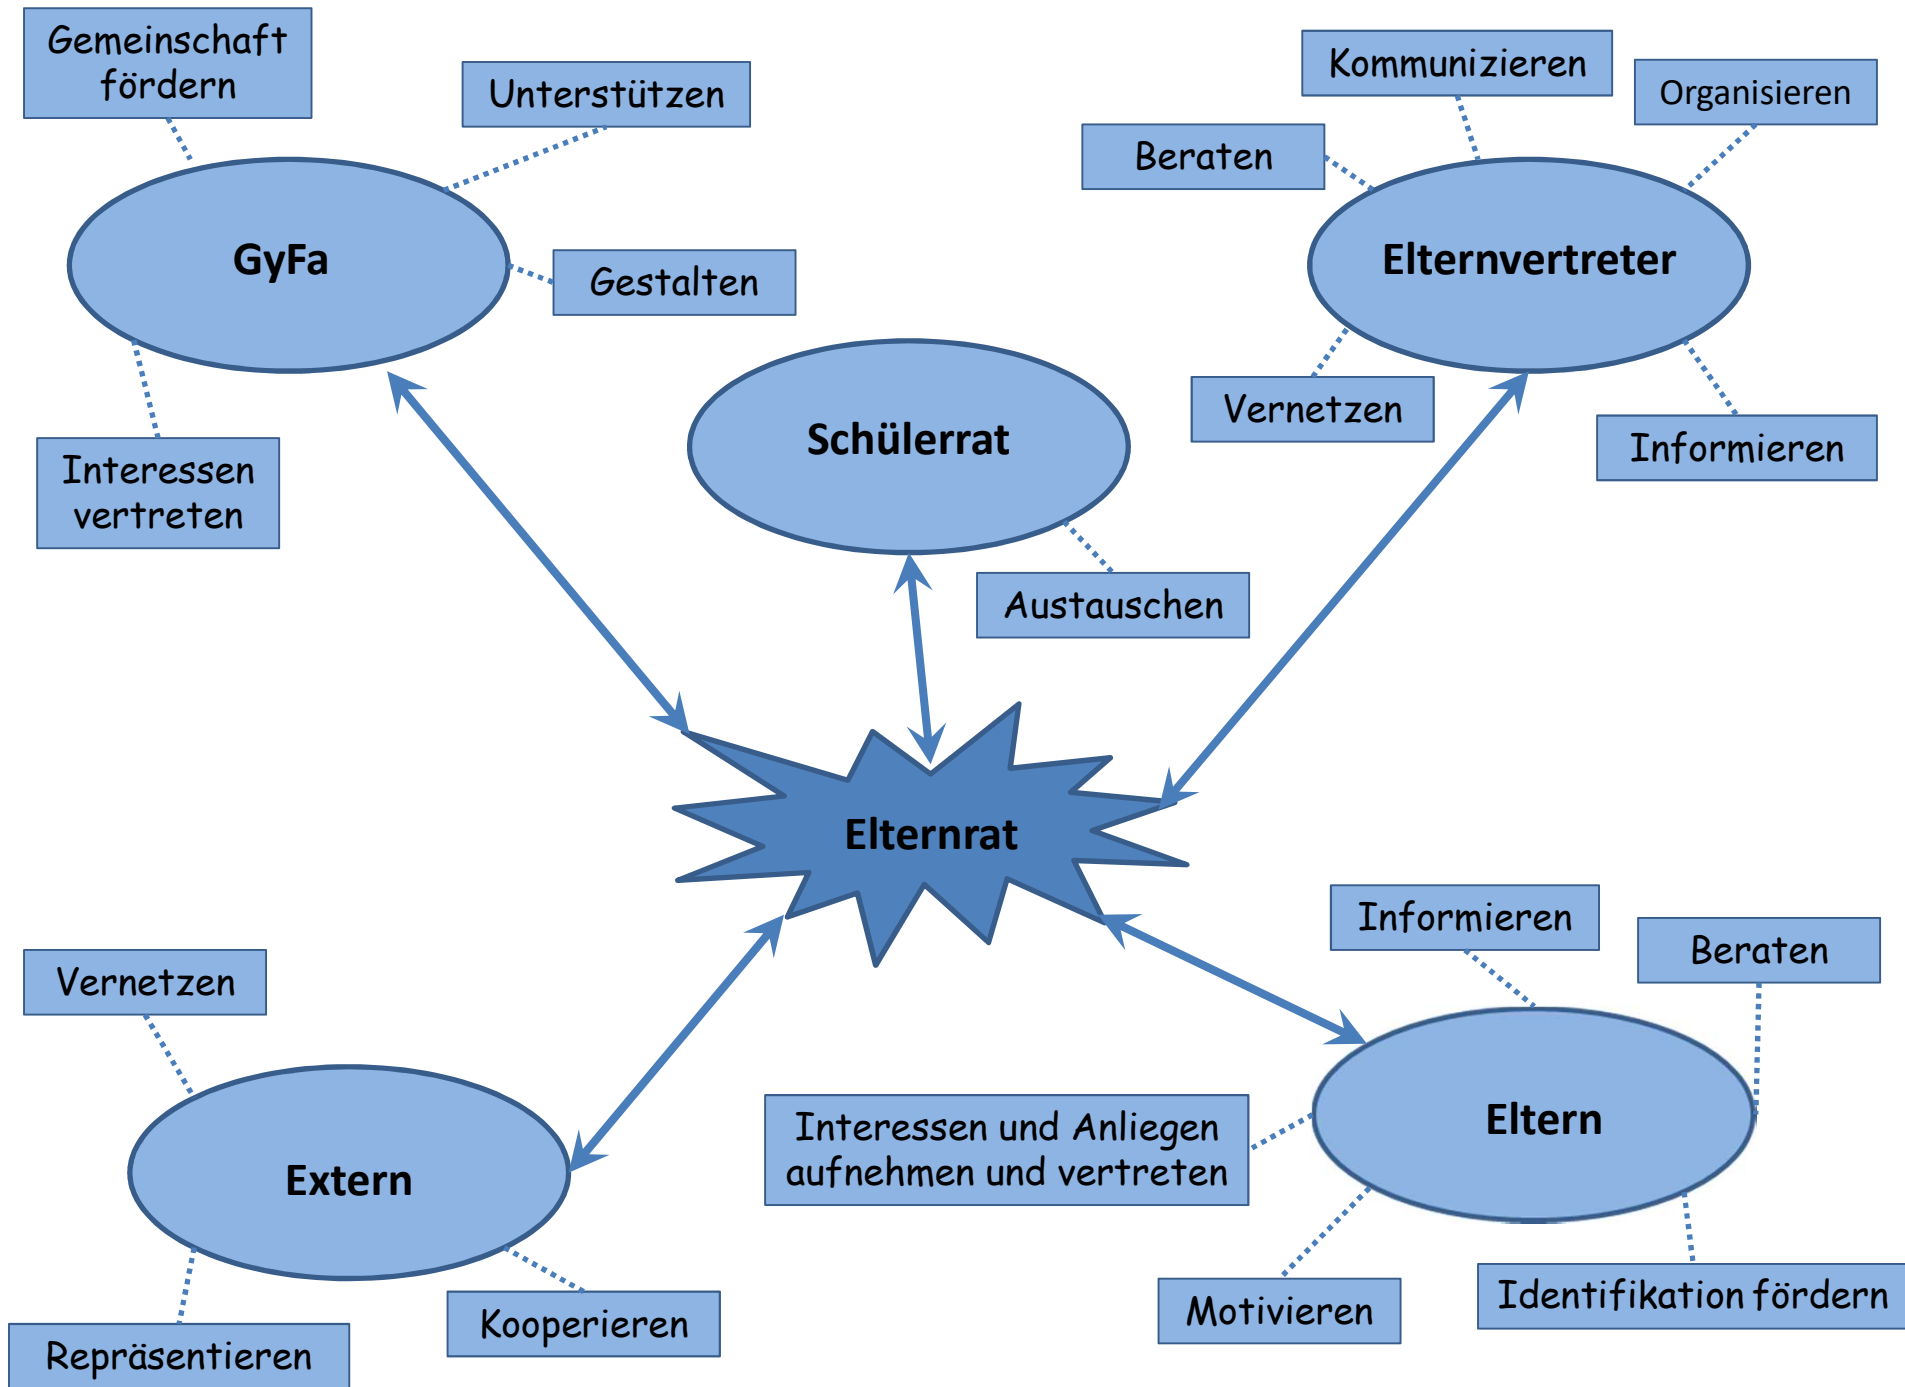 Gemeinschaft
fördern
Unterstützen
GyFa
Gestalten
Interessen
vertreten
Kommunizieren
Organisieren
Beraten
Elternvertreter
Vernetzen
Informieren
Schülerrat
Austauschen
Elternrat
Vernetzen
Extern
Repräsentieren
Kooperieren
Informieren
Beraten
Eltern
Interessen und Anliegen
aufnehmen und vertreten
Motivieren
Identifikation fördern